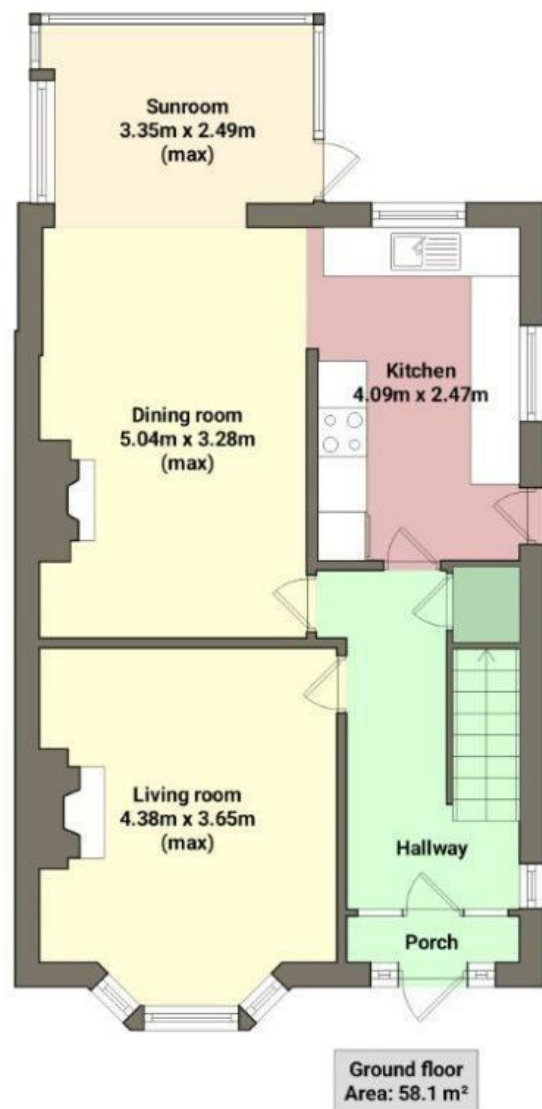 Sunroom
3.35m x 2.49m
(max)
Kitchen
4.09m x 2.47m
Dining room
5.04m x 3.28m
(max)
Living room
4.38m x 3.65m
(max)
Hallway
Porch
Ground floor
Area: 58.1 m²